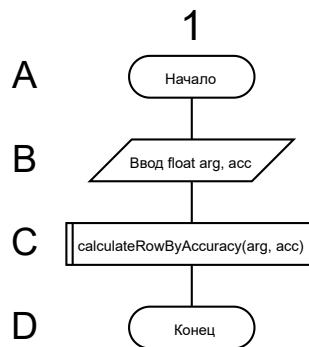 1
A
Начало
B
Ввод float arg, acc
C
calculateRowByAccuracy(arg, acc)
D
Конец